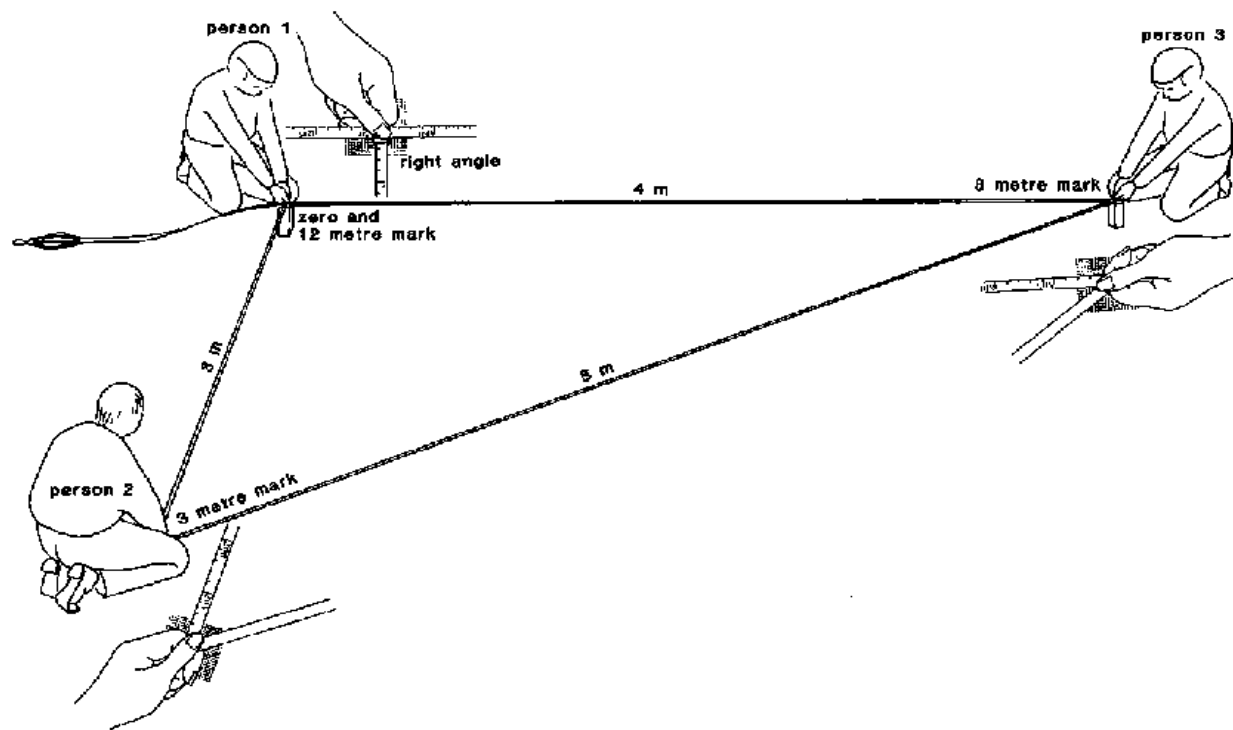 person 1
person 3
right angle
4 m
8 metre mark
zero and
12 metre mark
3 m
5 m
person 2
3 metre mark